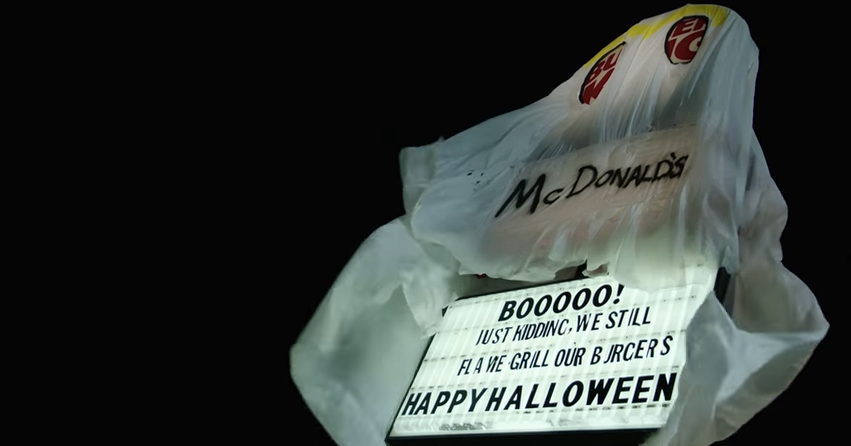 McDONALD'S
BOOOOO!
JUST KIDDING, WE STILL
FLAME GRILL OUR BURGERS
HAPPY HALLOWEEN